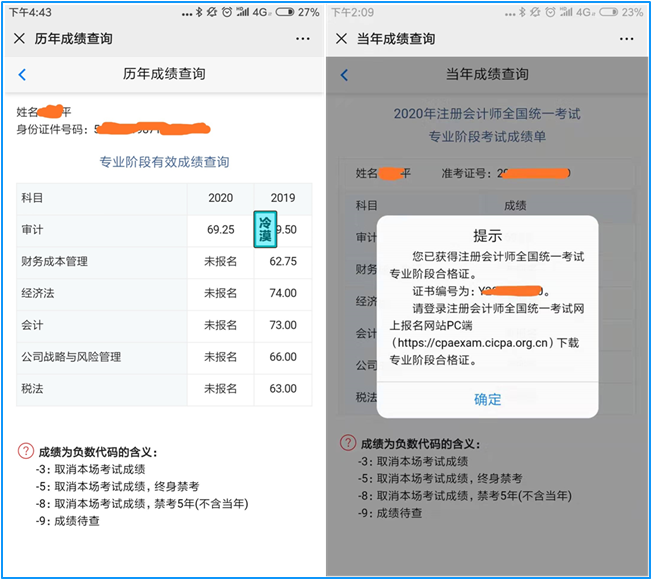 下午4:43
4G
27%
历年成绩查询
历年成绩查询
姓名 平
身份证件号码：
专业阶段有效成绩查询
科目 2020 2019
审计 69.25 9.50
冷漠
财务成本管理 未报名 62.75
经济法 未报名 74.00
会计 未报名 73.00
公司战略与风险管理 未报名 66.00
税法 未报名 63.00
? 成绩为负数代码的含义：
-3：取消本场考试成绩
-5：取消本场考试成绩，终身禁考
-8：取消本场考试成绩，禁考5年(不含当年)
-9：成绩待查
下午2:09
4G
23%
当年成绩查询
当年成绩查询
2020年注册会计师全国统一考试
专业阶段考试成绩单
姓名 平 准考证号：2 0
科目 成绩
审计
财务
经济
会计
公司
税法
提示
您已获得注册会计师全国统一考试
专业阶段合格证。
证书编号为：Y 。
请登录注册会计师全国统一考试网
上报名网站PC端
（https://cpaexam.cicpa.org.cn）下载
专业阶段合格证。
确定
? 成绩为负数代码的含义：
-3：取消本场考试成绩
-5：取消本场考试成绩，终身禁考
-8：取消本场考试成绩，禁考5年(不含当年)
-9：成绩待查